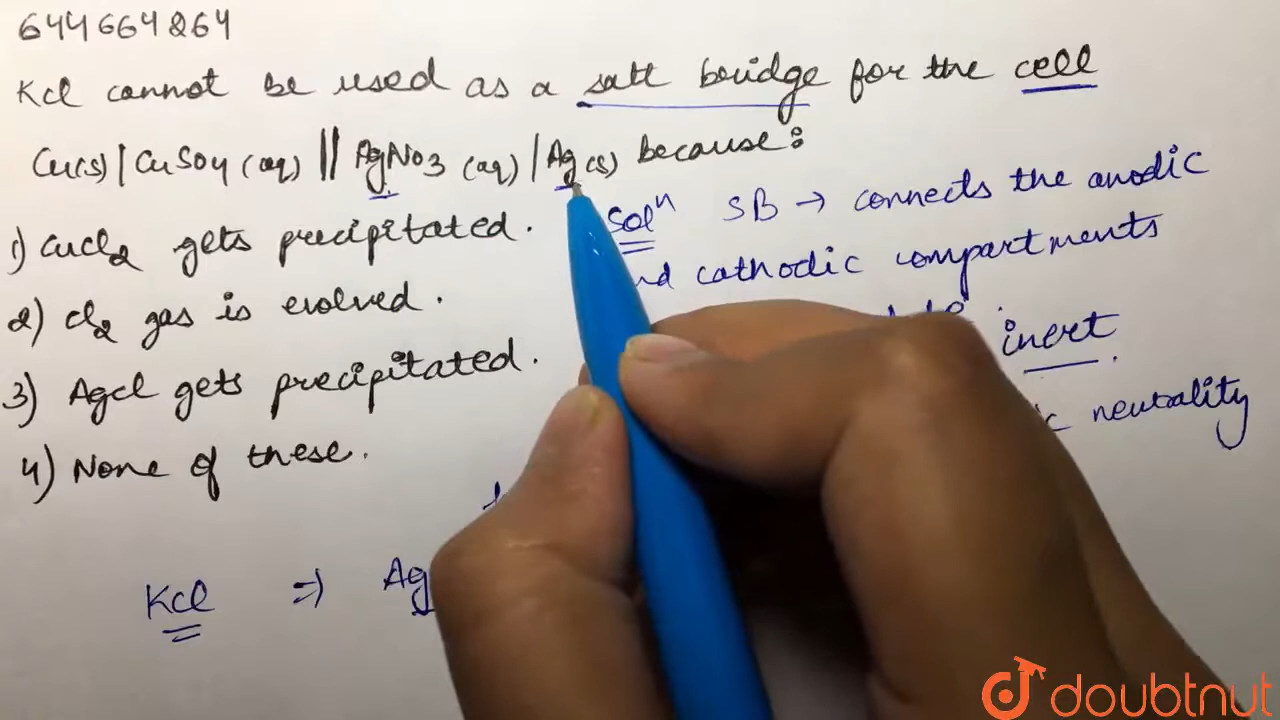 644664264
KCl cannot be used as a salt bridge for the cell
Cu(s) | CuSO4 (aq) || AgNO3 (aq) | Ag(s) because:
1) CuCl2 gets precipitated.
2) Cl2 gas is evolved.
3) AgCl gets precipitated.
4) None of these.
Solⁿ SB → connects the anodic
cathodic compartments
inert.
neutrality
KCl ⇒ Ag
doubtnut